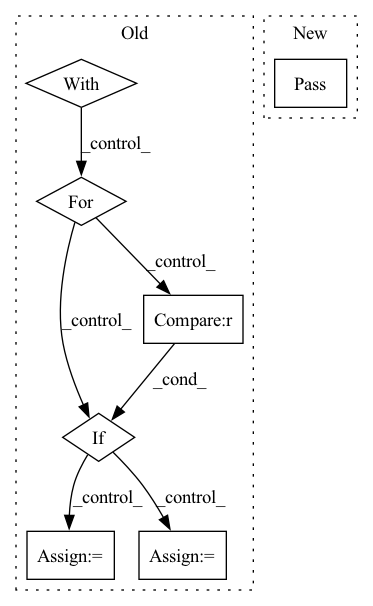 Old
New
With
Pass
_control_
For
_control_
_control_
Compare:r
_cond_
If
_control_
_control_
Assign:=
Assign:=